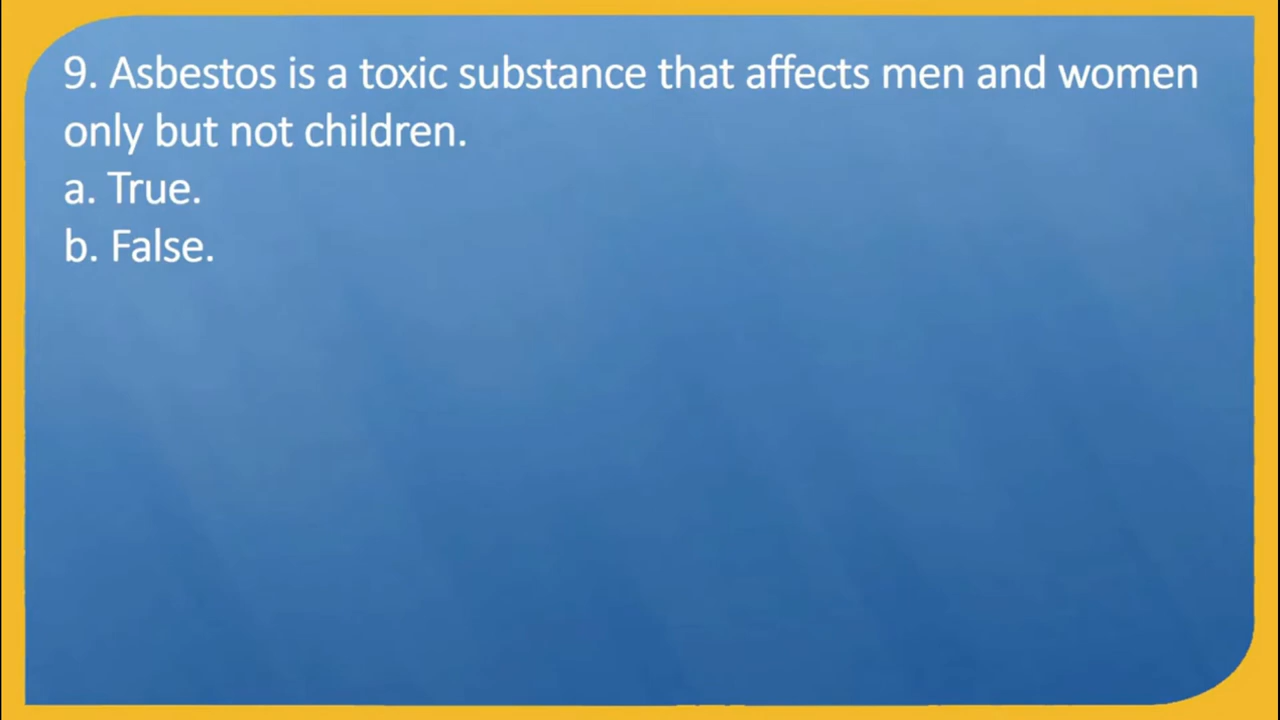 9. Asbestos is a toxic substance that affects men and women
only but not children.
a. True.
b. False.